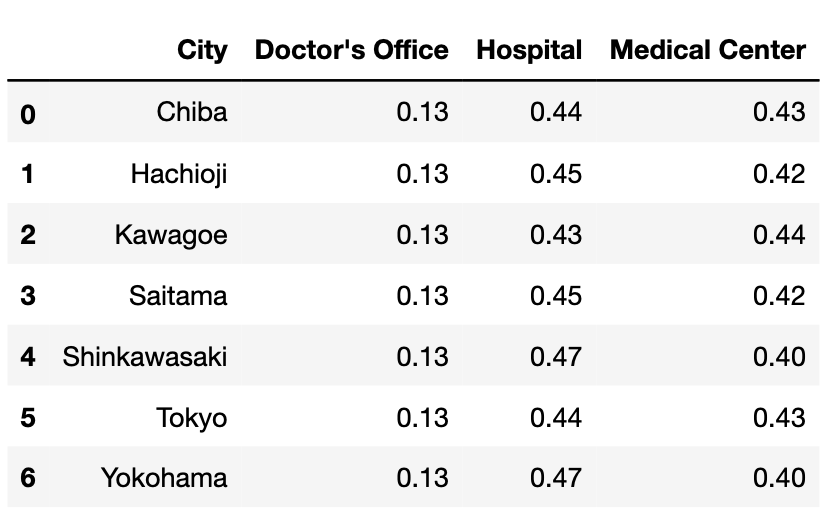 City Doctor's Office Hospital Medical Center
0 Chiba 0.13 0.44 0.43
1 Hachioji 0.13 0.45 0.42
2 Kawagoe 0.13 0.43 0.44
3 Saitama 0.13 0.45 0.42
4 Shinkawasaki 0.13 0.47 0.40
5 Tokyo 0.13 0.44 0.43
6 Yokohama 0.13 0.47 0.40